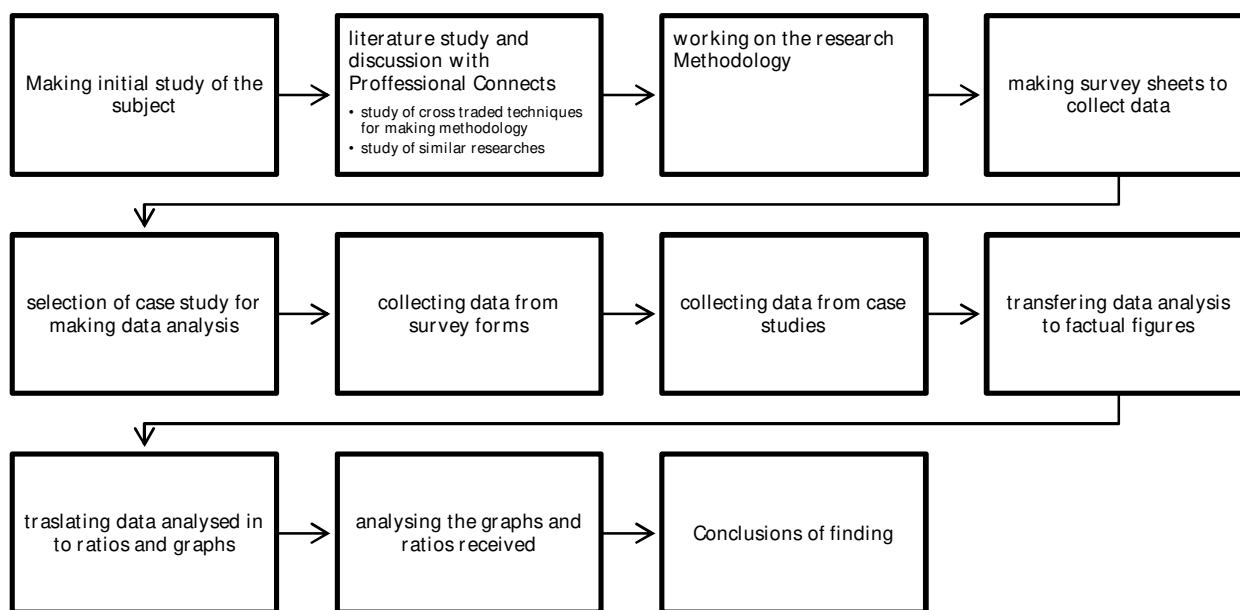 Making initial study of the
subject
literature study and
discussion with
Proffessional Connects
• study of cross traded techniques
for making methodology
• study of similar researches
working on the research
Methodology
making survey sheets to
collect data
selection of case study for
making data analysis
collecting data from
survey forms
collecting data from case
studies
transfering data analysis
to factual figures
traslating data analysed in
to ratios and graphs
analysing the graphs and
ratios received
Conclusions of finding